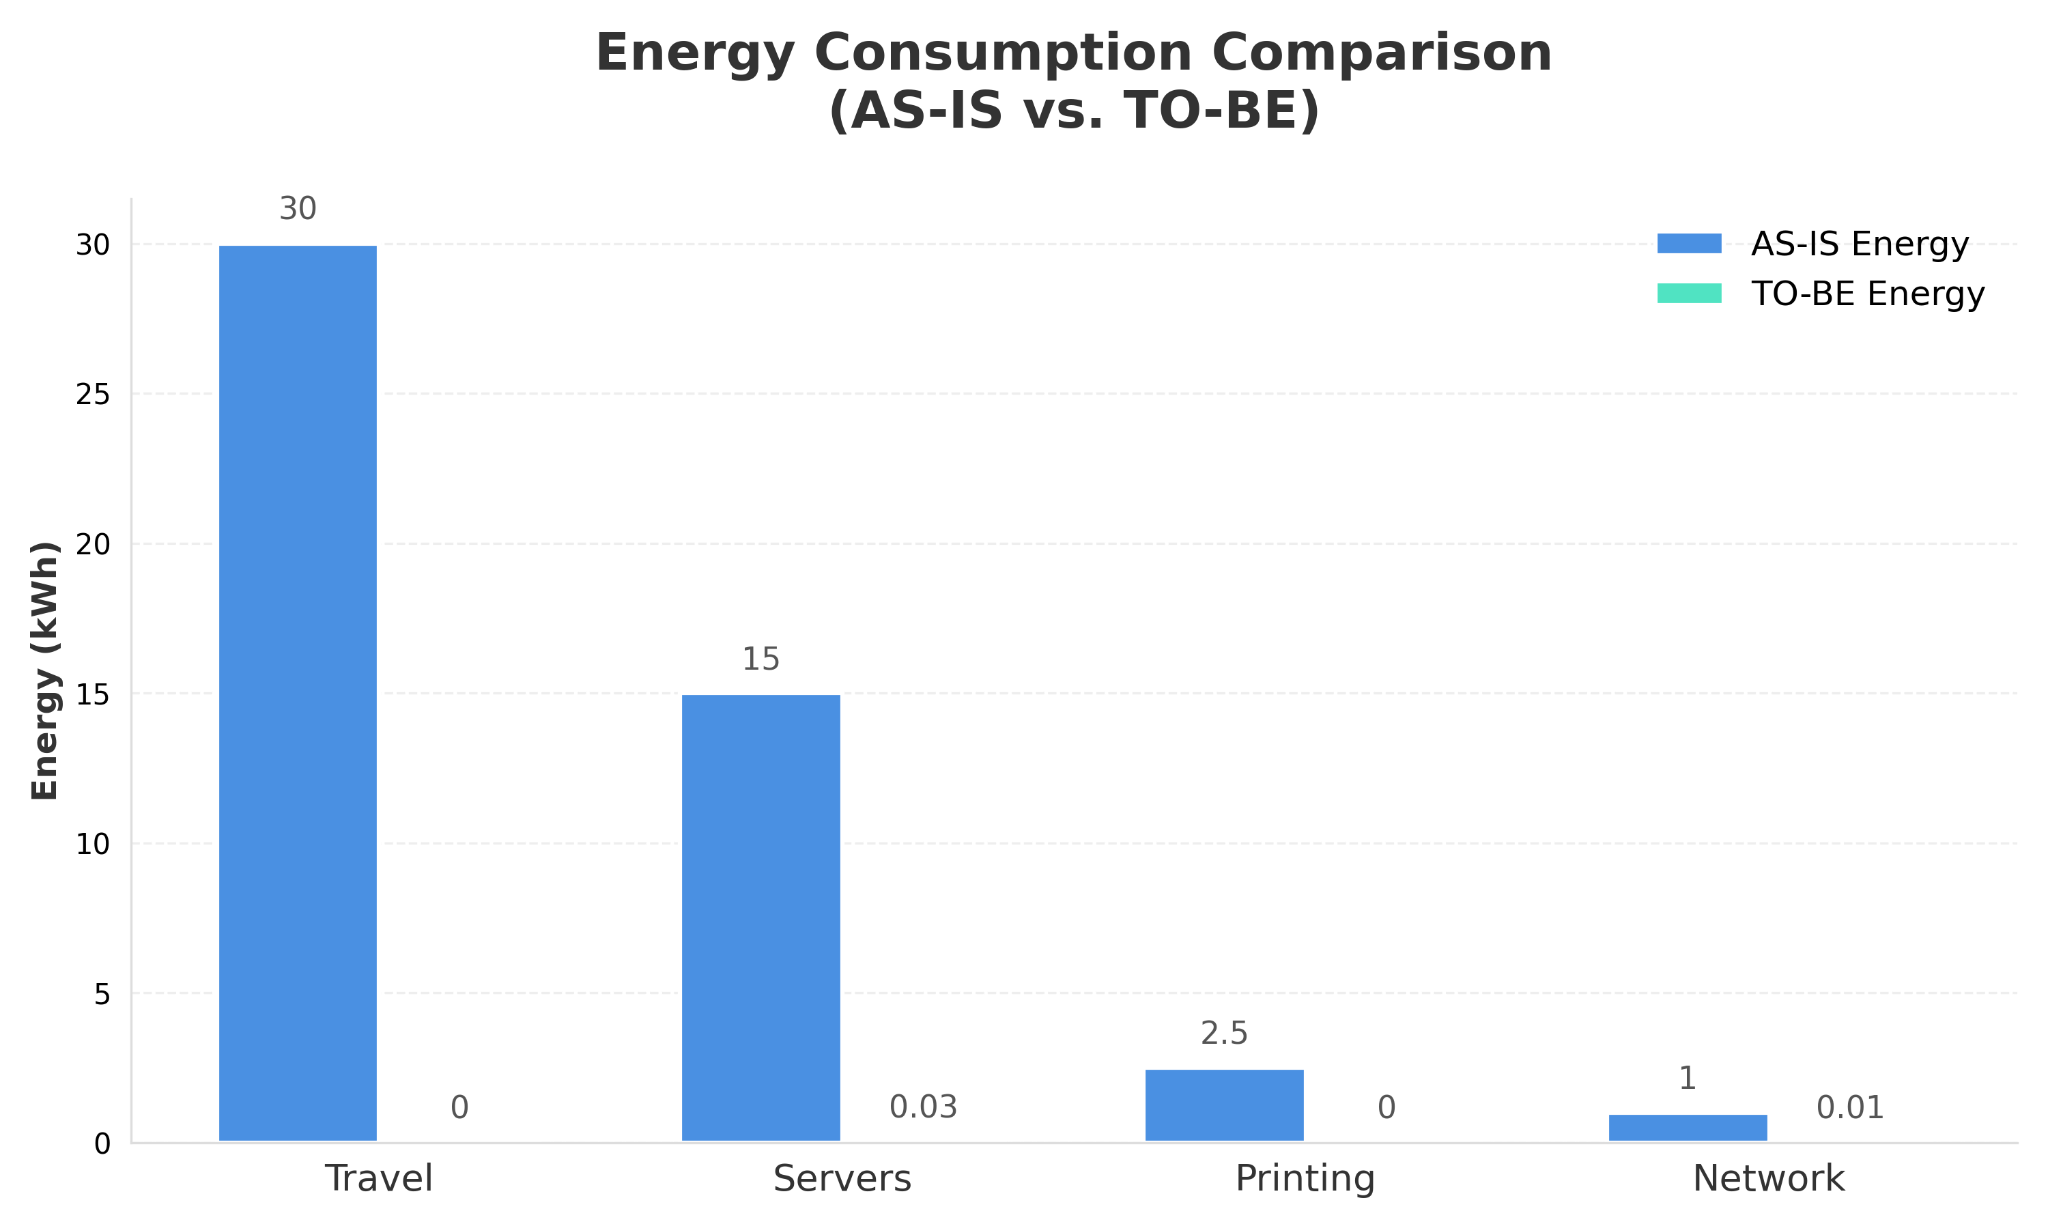 Energy Consumption Comparison
(AS-IS vs. TO-BE)
AS-IS Energy
TO-BE Energy
Energy (kWh)
30
25
20
15
10
5
0
30
0
15
0.03
2.5
0
1
0.01
Travel
Servers
Printing
Network